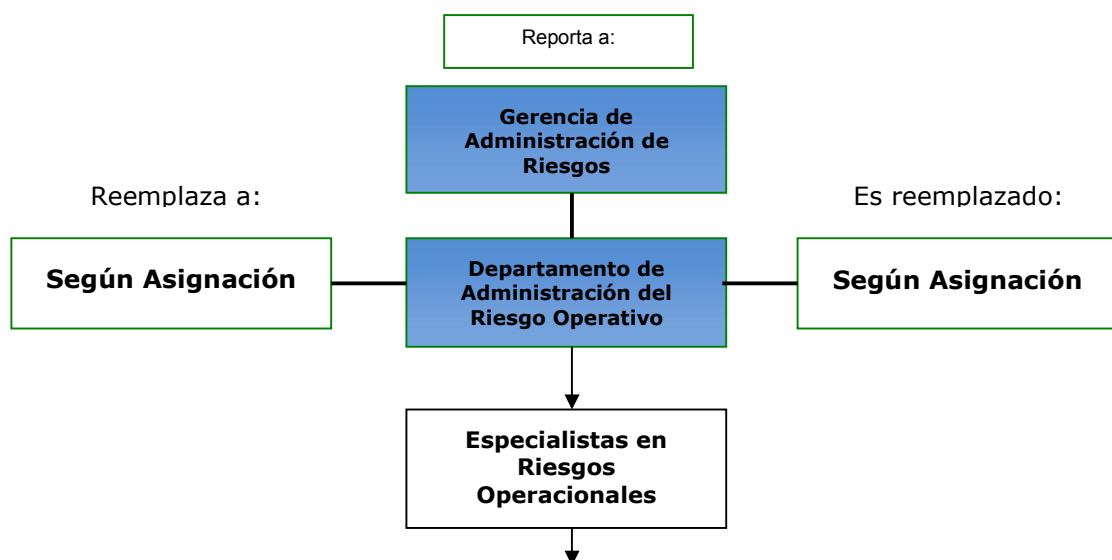 Reporta a:
Gerencia de
Administración de
Riesgos
Reemplaza a:
Es reemplazado:
Según Asignación
Departamento de
Administración del
Riesgo Operativo
Según Asignación
Especialistas en
Riesgos
Operacionales